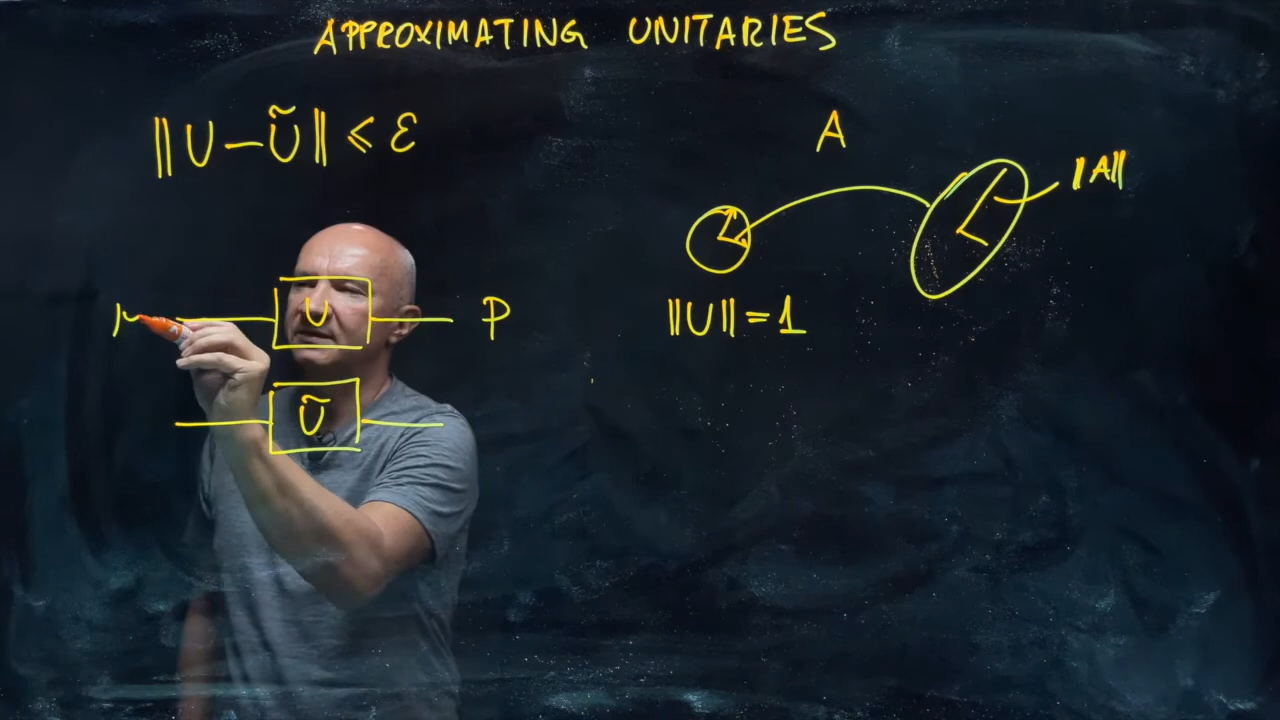 APPROXIMATING UNITARIES
‖U – Ũ‖ ≤ ε
A
‖A‖
U P
‖U‖ = 1
Ũ